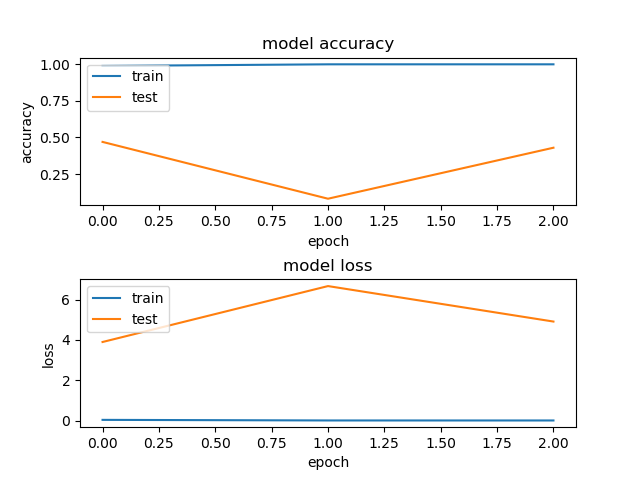 model accuracy
1.00
0.75
0.50
0.25
accuracy
train
test
0.00 0.25 0.50 0.75 1.00 1.25 1.50 1.75 2.00
epoch
model loss
6
4
2
0
loss
train
test
0.00 0.25 0.50 0.75 1.00 1.25 1.50 1.75 2.00
epoch